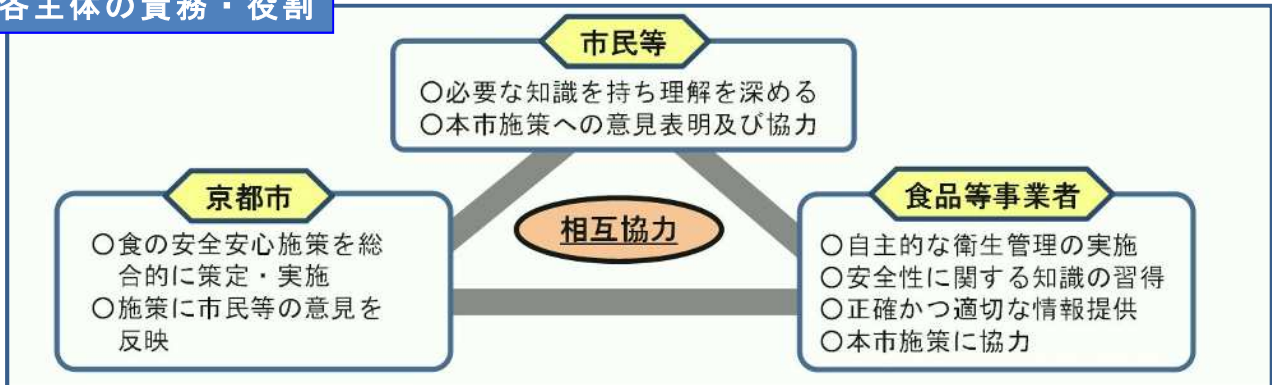 各主体の責務・役割
市民等
○必要な知識を持ち理解を深める
○本市施策への意見表明及び協力
京都市
○食の安全安心施策を総
合的に策定・実施
○施策に市民等の意見を
反映
相互協力
食品等事業者
○自主的な衛生管理の実施
○安全性に関する知識の習得
○正確かつ適切な情報提供
○本市施策に協力